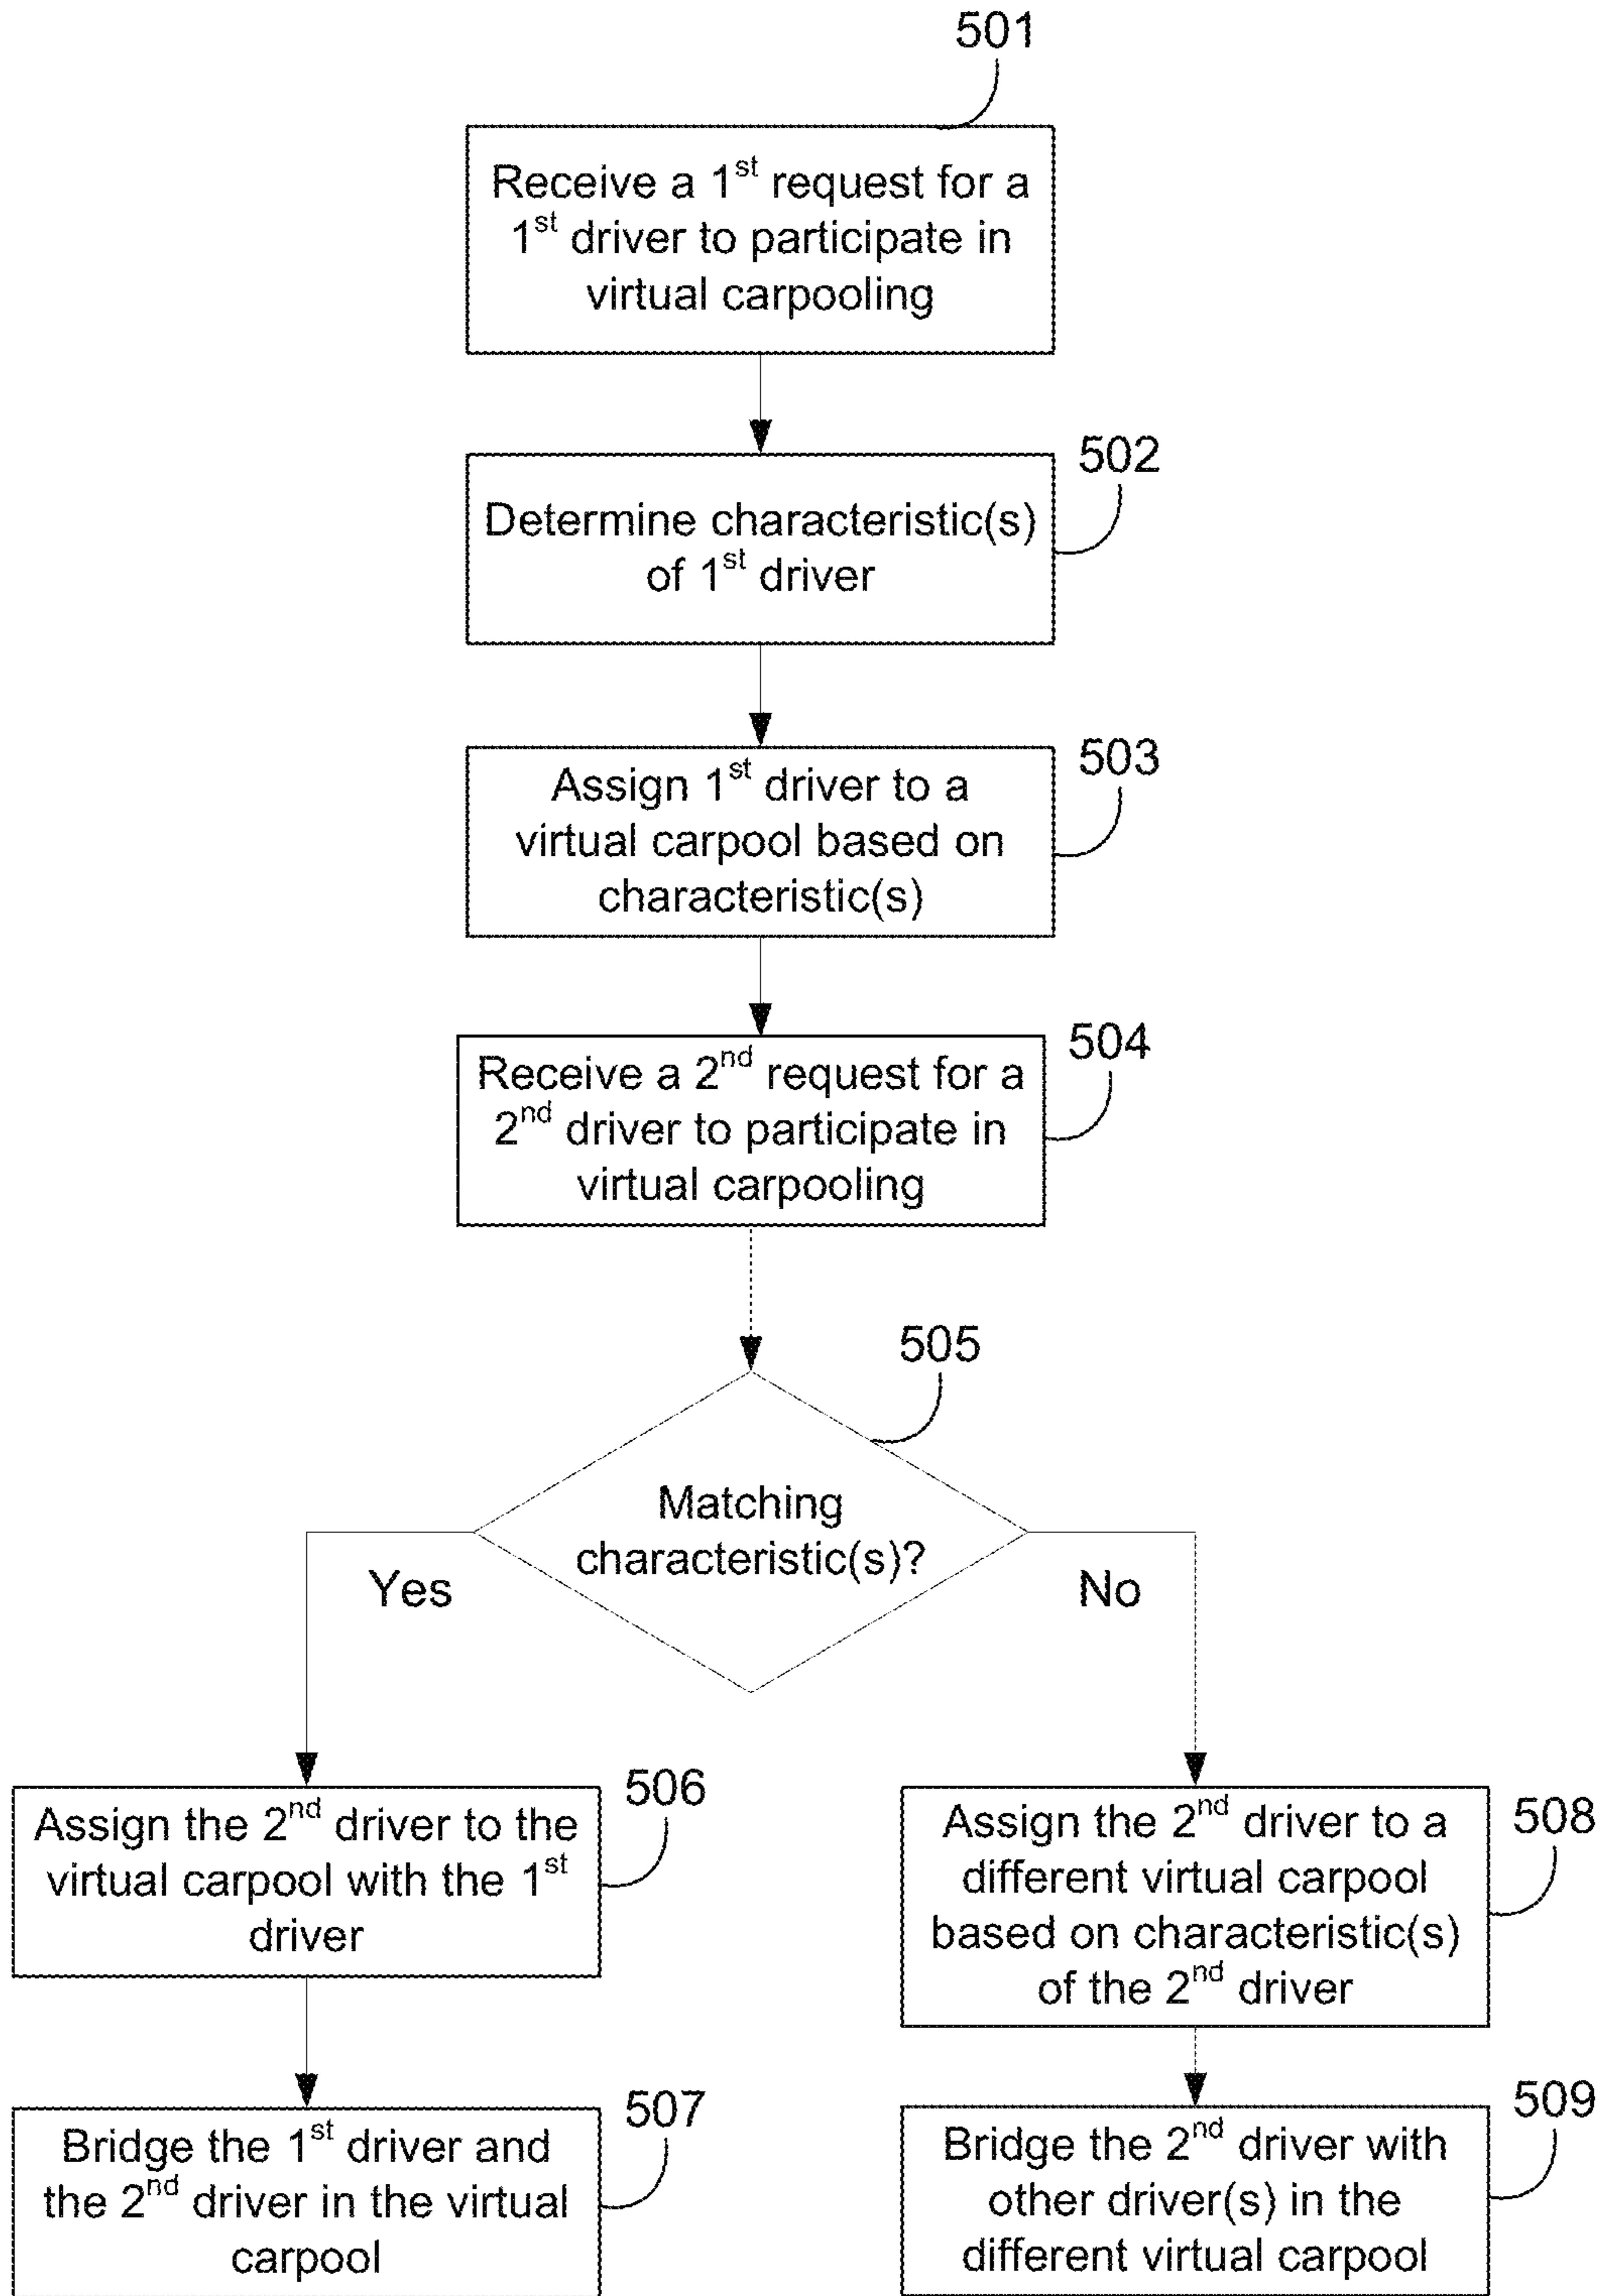 501
Receive a 1st request for a
1st driver to participate in
virtual carpooling
502
Determine characteristic(s)
of 1st driver
503
Assign 1st driver to a
virtual carpool based on
characteristic(s)
504
Receive a 2nd request for a
2nd driver to participate in
virtual carpooling
505
Matching
characteristic(s)?
Yes
No
506
Assign the 2nd driver to the
virtual carpool with the 1st
driver
508
Assign the 2nd driver to a
different virtual carpool
based on characteristic(s)
of the 2nd driver
507
Bridge the 1st driver and
the 2nd driver in the virtual
carpool
509
Bridge the 2nd driver with
other driver(s) in the
different virtual carpool